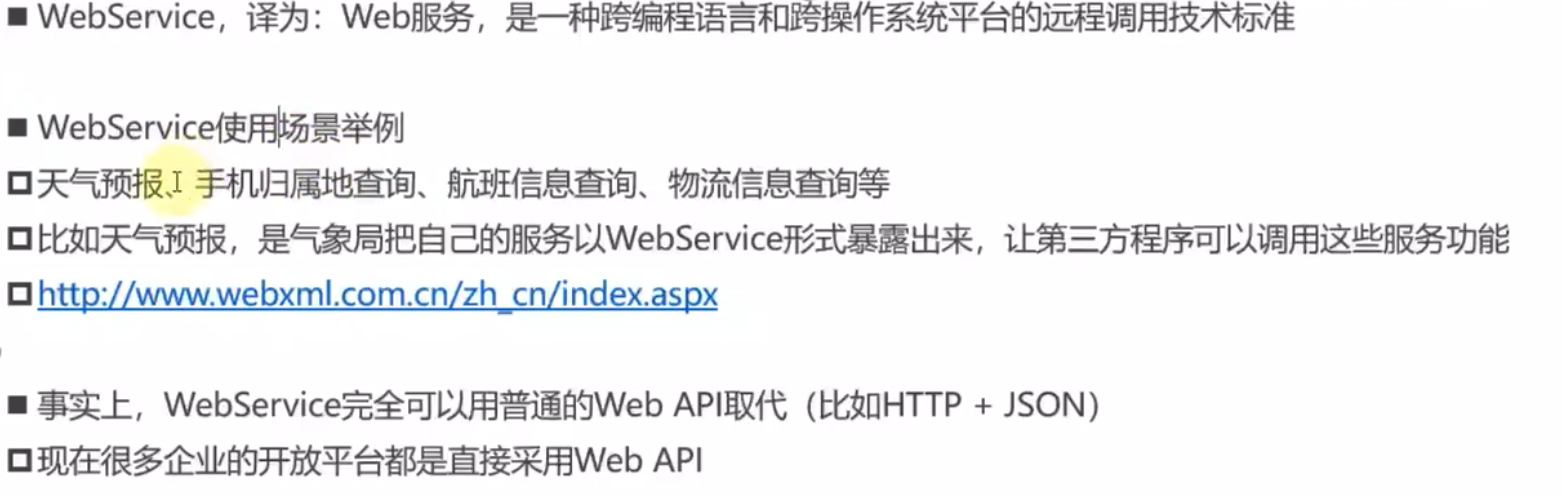 ■ WebService，译为：Web服务，是一种跨编程语言和跨操作系统平台的远程调用技术标准
■ WebService使用场景举例
□ 天气预报、手机归属地查询、航班信息查询、物流信息查询等
□ 比如天气预报，是气象局把自己的服务以WebService形式暴露出来，让第三方程序可以调用这些服务功能
□ http://www.webxml.com.cn/zh_cn/index.aspx
■ 事实上，WebService完全可以用普通的Web API取代（比如HTTP + JSON）
□ 现在很多企业的开放平台都是直接采用Web API